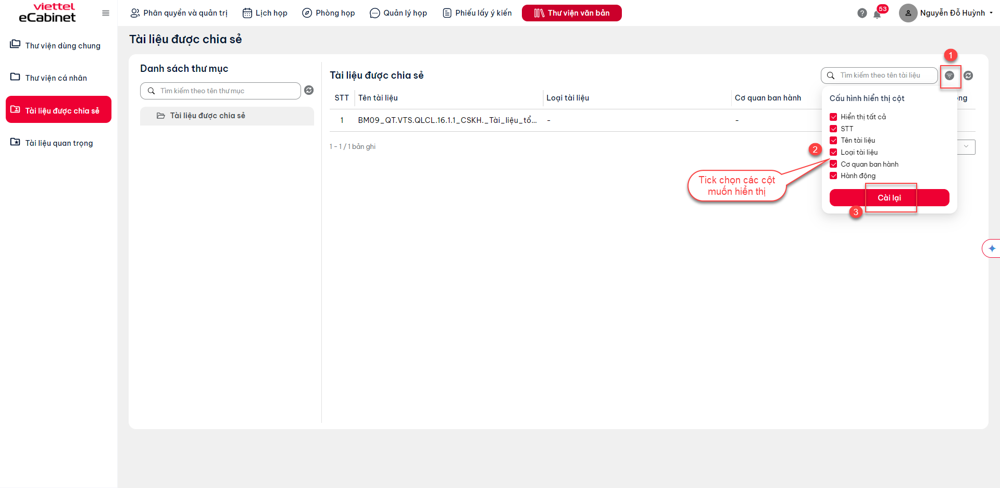 viettel
eCabinet
Phân quyền và quản trị
Lịch họp
Phòng họp
Quản lý họp
Phiếu lấy ý kiến
Thư viện văn bản
?
53
Nguyễn Đỗ Huỳnh
Thư viện dùng chung
Thư viện cá nhân
Tài liệu được chia sẻ
Tài liệu quan trọng
Tài liệu được chia sẻ
Danh sách thư mục
Tìm kiếm theo tên thư mục
Tài liệu được chia sẻ
Tài liệu được chia sẻ
Tìm kiếm theo tên tài liệu
1
STT Tên tài liệu Loại tài liệu Cơ quan ban hành ng
1 BM09_QT.VTS.QLCL.16.1.1_CSKH._Tài_liệu_tổ... - -
1 - 1 / 1 bản ghi
Cấu hình hiển thị cột
Hiển thị tất cả
STT
Tên tài liệu
Loại tài liệu
Cơ quan ban hành
Hành động
2
Tick chọn các cột
muốn hiển thị
Cài lại
3